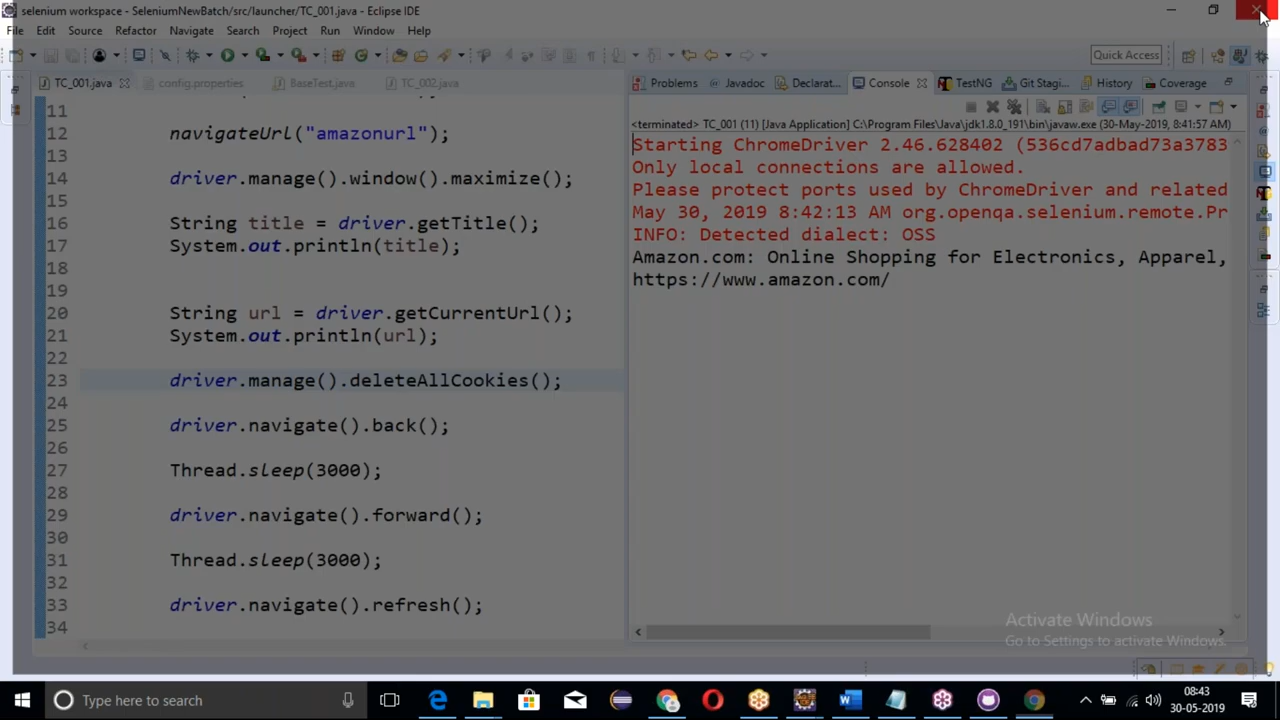 selenium workspace - SeleniumNewBatch/src/launcher/TC_001.java - Eclipse IDE
File Edit Source Refactor Navigate Search Project Run Window Help
Quick Access
TC_001.java config.properties BaseTest.java TC_002.java
Problems Javadoc Declarat... Console TestNG Git Stagi... History Coverage
<terminated> TC_001 (11) [Java Application] C:\Program Files\Java\jdk1.8.0_191\bin\javaw.exe (30-May-2019, 8:41:57 AM)
11
12 navigateUrl("amazonurl");
13
14 driver.manage().window().maximize();
15
16 String title = driver.getTitle();
17 System.out.println(title);
18
19
20 String url = driver.getCurrentUrl();
21 System.out.println(url);
22
23 driver.manage().deleteAllCookies();
24
25 driver.navigate().back();
26
27 Thread.sleep(3000);
28
29 driver.navigate().forward();
30
31 Thread.sleep(3000);
32
33 driver.navigate().refresh();
34
Starting ChromeDriver 2.46.628402 (536cd7adbad73a3783
Only local connections are allowed.
Please protect ports used by ChromeDriver and related
May 30, 2019 8:42:13 AM org.openqa.selenium.remote.Pr
INFO: Detected dialect: OSS
Amazon.com: Online Shopping for Electronics, Apparel,
https://www.amazon.com/
Activate Windows
Go to Settings to activate Windows.
Type here to search
08:43
30-05-2019